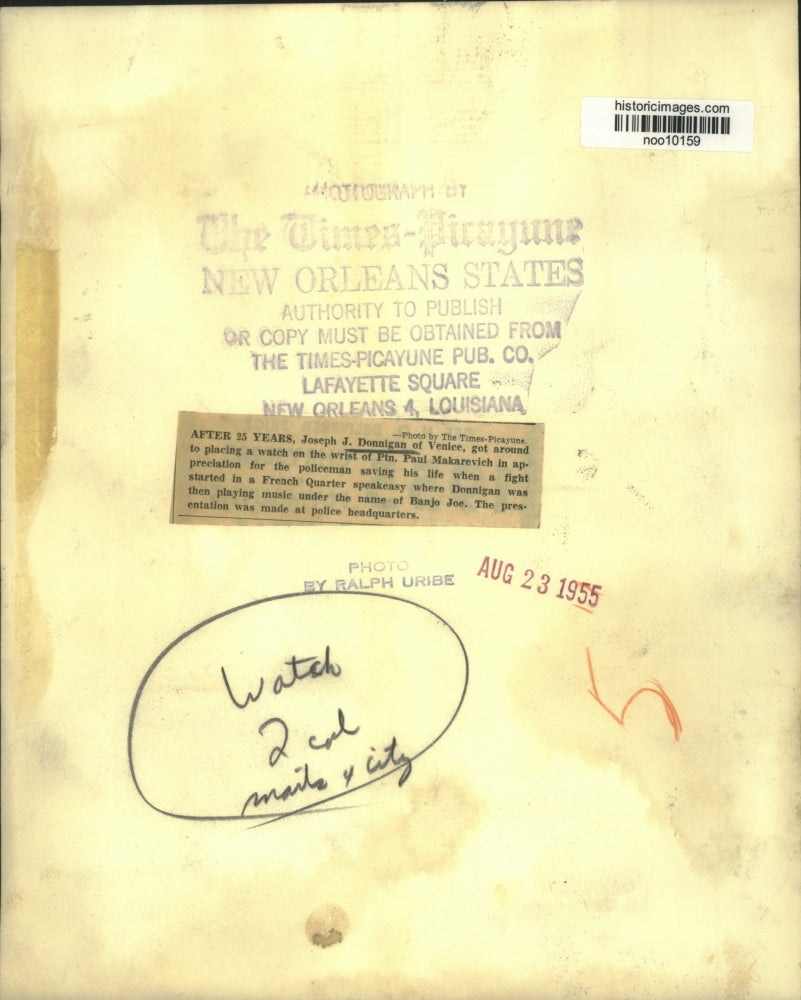 historicimages.com
noo10159
PHOTOGRAPH BY
The Times-Picayune
NEW ORLEANS STATES
AUTHORITY TO PUBLISH
OR COPY MUST BE OBTAINED FROM
THE TIMES-PICAYUNE PUB. CO.
LAFAYETTE SQUARE
NEW ORLEANS 4, LOUISIANA
—Photo by The Times-Picayune.
AFTER 25 YEARS, Joseph J. Donnigan of Venice, got around
to placing a watch on the wrist of Ptn. Paul Makarevich in ap-
preciation for the policeman saving his life when a fight
started in a French Quarter speakeasy where Donnigan was
then playing music under the name of Banjo Joe. The pres-
entation was made at police headquarters.
PHOTO
BY RALPH URIBE
AUG 23 1955
Watch
2 col
mails & city
5